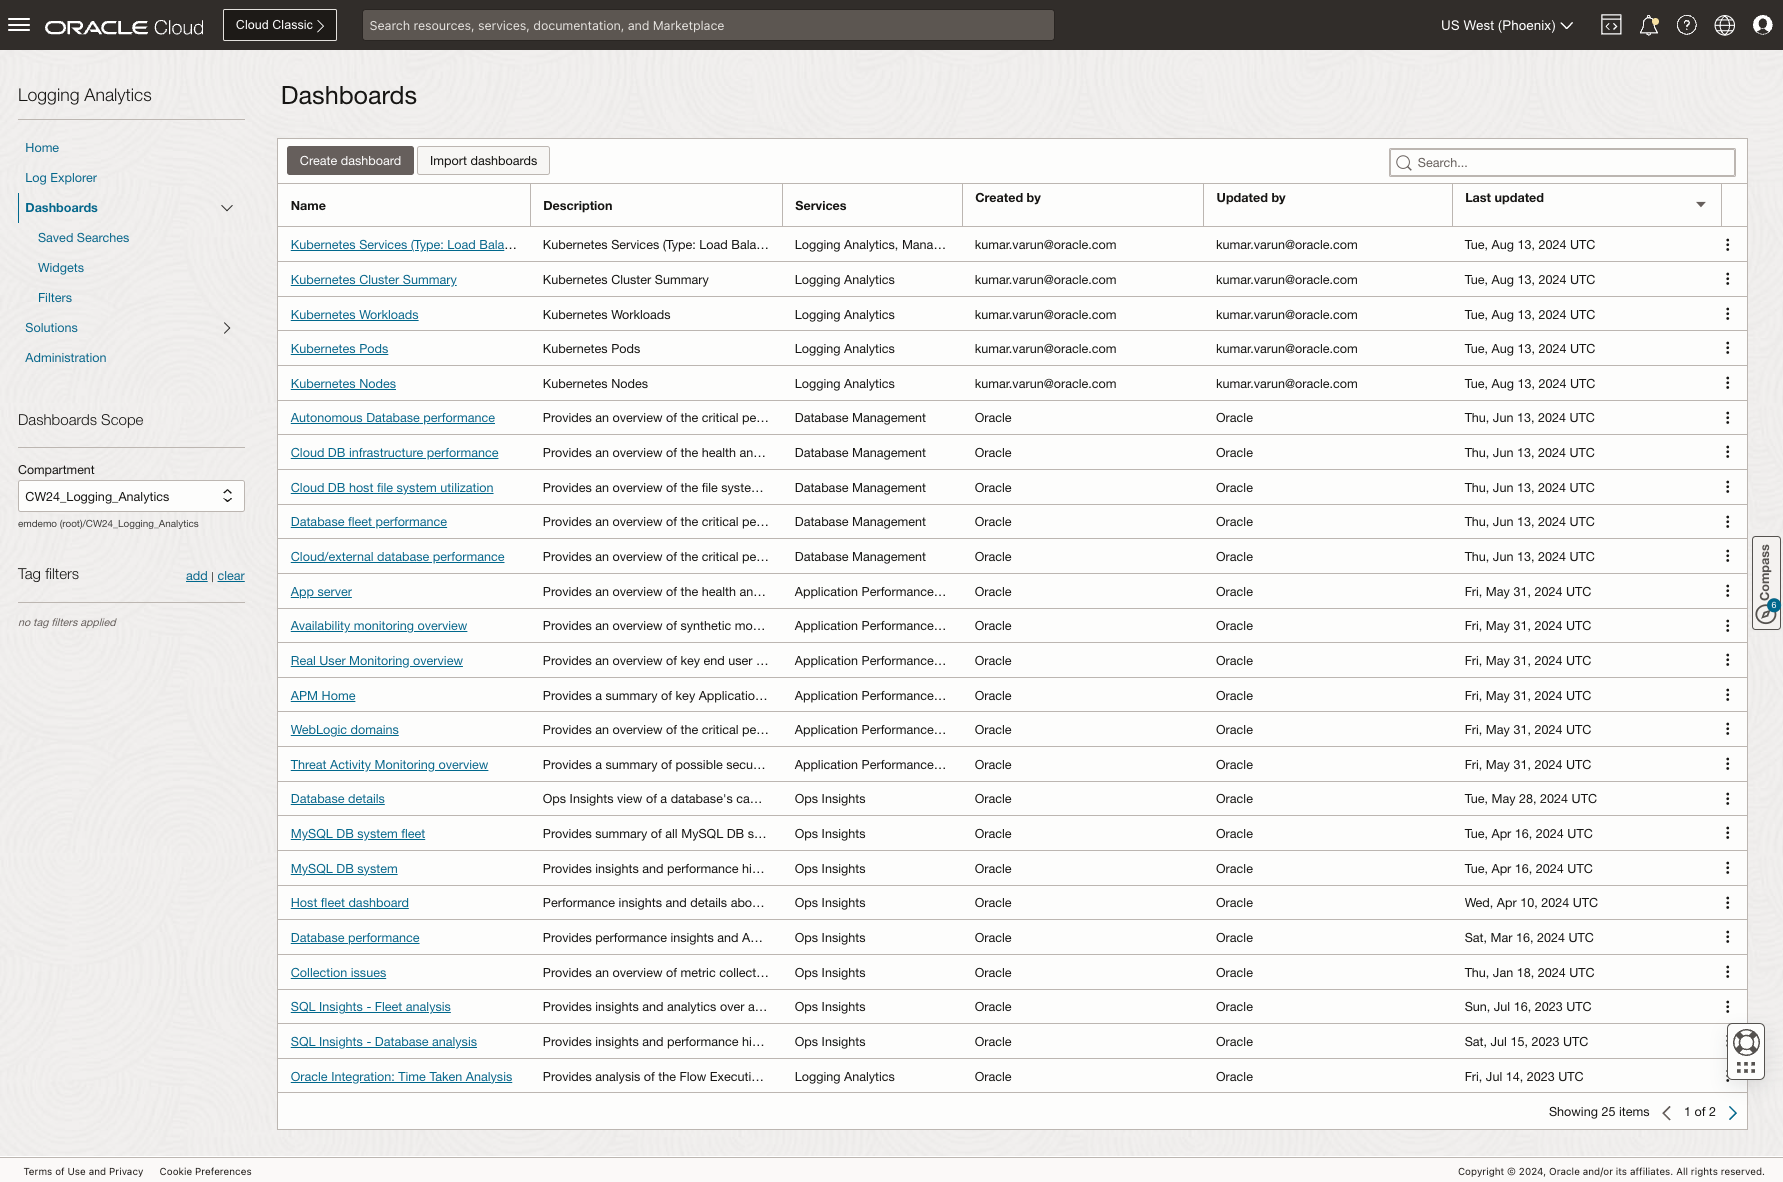 ORACLE Cloud
Cloud Classic
Search resources, services, documentation, and Marketplace
US West (Phoenix)
Logging Analytics
Home
Log Explorer
Dashboards
Saved Searches
Widgets
Filters
Solutions
Administration
Dashboards Scope
Compartment
CW24_Logging_Analytics
emdemo (root)/CW24_Logging_Analytics
Tag filters add | clear
no tag filters applied
Dashboards
Create dashboard Import dashboards Search...
Name Description Services Created by Updated by Last updated
Kubernetes Services (Type: Load Bala... Kubernetes Services (Type: Load Bala... Logging Analytics, Mana... kumar.varun@oracle.com kumar.varun@oracle.com Tue, Aug 13, 2024 UTC
Kubernetes Cluster Summary Kubernetes Cluster Summary Logging Analytics kumar.varun@oracle.com kumar.varun@oracle.com Tue, Aug 13, 2024 UTC
Kubernetes Workloads Kubernetes Workloads Logging Analytics kumar.varun@oracle.com kumar.varun@oracle.com Tue, Aug 13, 2024 UTC
Kubernetes Pods Kubernetes Pods Logging Analytics kumar.varun@oracle.com kumar.varun@oracle.com Tue, Aug 13, 2024 UTC
Kubernetes Nodes Kubernetes Nodes Logging Analytics kumar.varun@oracle.com kumar.varun@oracle.com Tue, Aug 13, 2024 UTC
Autonomous Database performance Provides an overview of the critical pe... Database Management Oracle Oracle Thu, Jun 13, 2024 UTC
Cloud DB infrastructure performance Provides an overview of the health an... Database Management Oracle Oracle Thu, Jun 13, 2024 UTC
Cloud DB host file system utilization Provides an overview of the file syste... Database Management Oracle Oracle Thu, Jun 13, 2024 UTC
Database fleet performance Provides an overview of the critical pe... Database Management Oracle Oracle Thu, Jun 13, 2024 UTC
Cloud/external database performance Provides an overview of the critical pe... Database Management Oracle Oracle Thu, Jun 13, 2024 UTC
App server Provides an overview of the health an... Application Performance... Oracle Oracle Fri, May 31, 2024 UTC
Availability monitoring overview Provides an overview of synthetic mo... Application Performance... Oracle Oracle Fri, May 31, 2024 UTC
Real User Monitoring overview Provides an overview of key end user ... Application Performance... Oracle Oracle Fri, May 31, 2024 UTC
APM Home Provides a summary of key Applicatio... Application Performance... Oracle Oracle Fri, May 31, 2024 UTC
WebLogic domains Provides an overview of the critical pe... Application Performance... Oracle Oracle Fri, May 31, 2024 UTC
Threat Activity Monitoring overview Provides a summary of possible secu... Application Performance... Oracle Oracle Fri, May 31, 2024 UTC
Database details Ops Insights view of a database's ca... Ops Insights Oracle Oracle Tue, May 28, 2024 UTC
MySQL DB system fleet Provides summary of all MySQL DB s... Ops Insights Oracle Oracle Tue, Apr 16, 2024 UTC
MySQL DB system Provides insights and performance hi... Ops Insights Oracle Oracle Tue, Apr 16, 2024 UTC
Host fleet dashboard Performance insights and details abo... Ops Insights Oracle Oracle Wed, Apr 10, 2024 UTC
Database performance Provides performance insights and A... Ops Insights Oracle Oracle Sat, Mar 16, 2024 UTC
Collection issues Provides an overview of metric collect... Ops Insights Oracle Oracle Thu, Jan 18, 2024 UTC
SQL Insights - Fleet analysis Provides insights and analytics over a... Ops Insights Oracle Oracle Sun, Jul 16, 2023 UTC
SQL Insights - Database analysis Provides insights and performance hi... Ops Insights Oracle Oracle Sat, Jul 15, 2023 UTC
Oracle Integration: Time Taken Analysis Provides analysis of the Flow Executi... Logging Analytics Oracle Oracle Fri, Jul 14, 2023 UTC
Showing 25 items 1 of 2
Compass
6
Terms of Use and Privacy Cookie Preferences
Copyright © 2024, Oracle and/or its affiliates. All rights reserved.